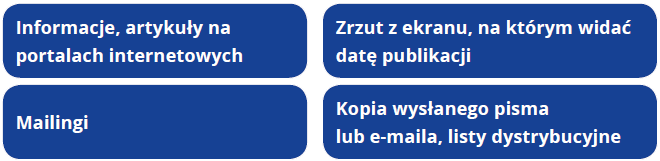 Informacje, artykuły na
portalach internetowych
Zrzut z ekranu, na którym widać
datę publikacji
Mailingi
Kopia wysłanego pisma
lub e-maila, listy dystrybucyjne